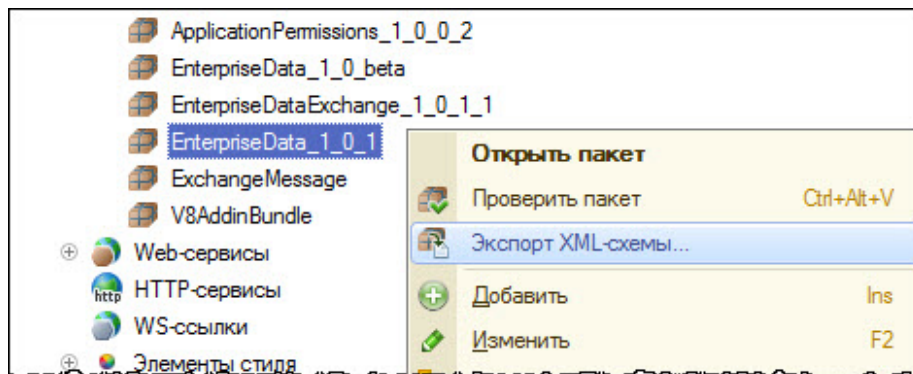 ApplicationPermissions_1_0_0_2
EnterpriseData_1_0_beta
EnterpriseDataExchange_1_0_1_1
EnterpriseData_1_0_1
Открыть пакет
ExchangeMessage
Проверить пакет Ctrl+Alt+V
V8AddinBundle
Экспорт XML-схемы...
Web-сервисы
http HTTP-сервисы
Добавить Ins
WS-ссылки
Изменить F2
Элементы стиля